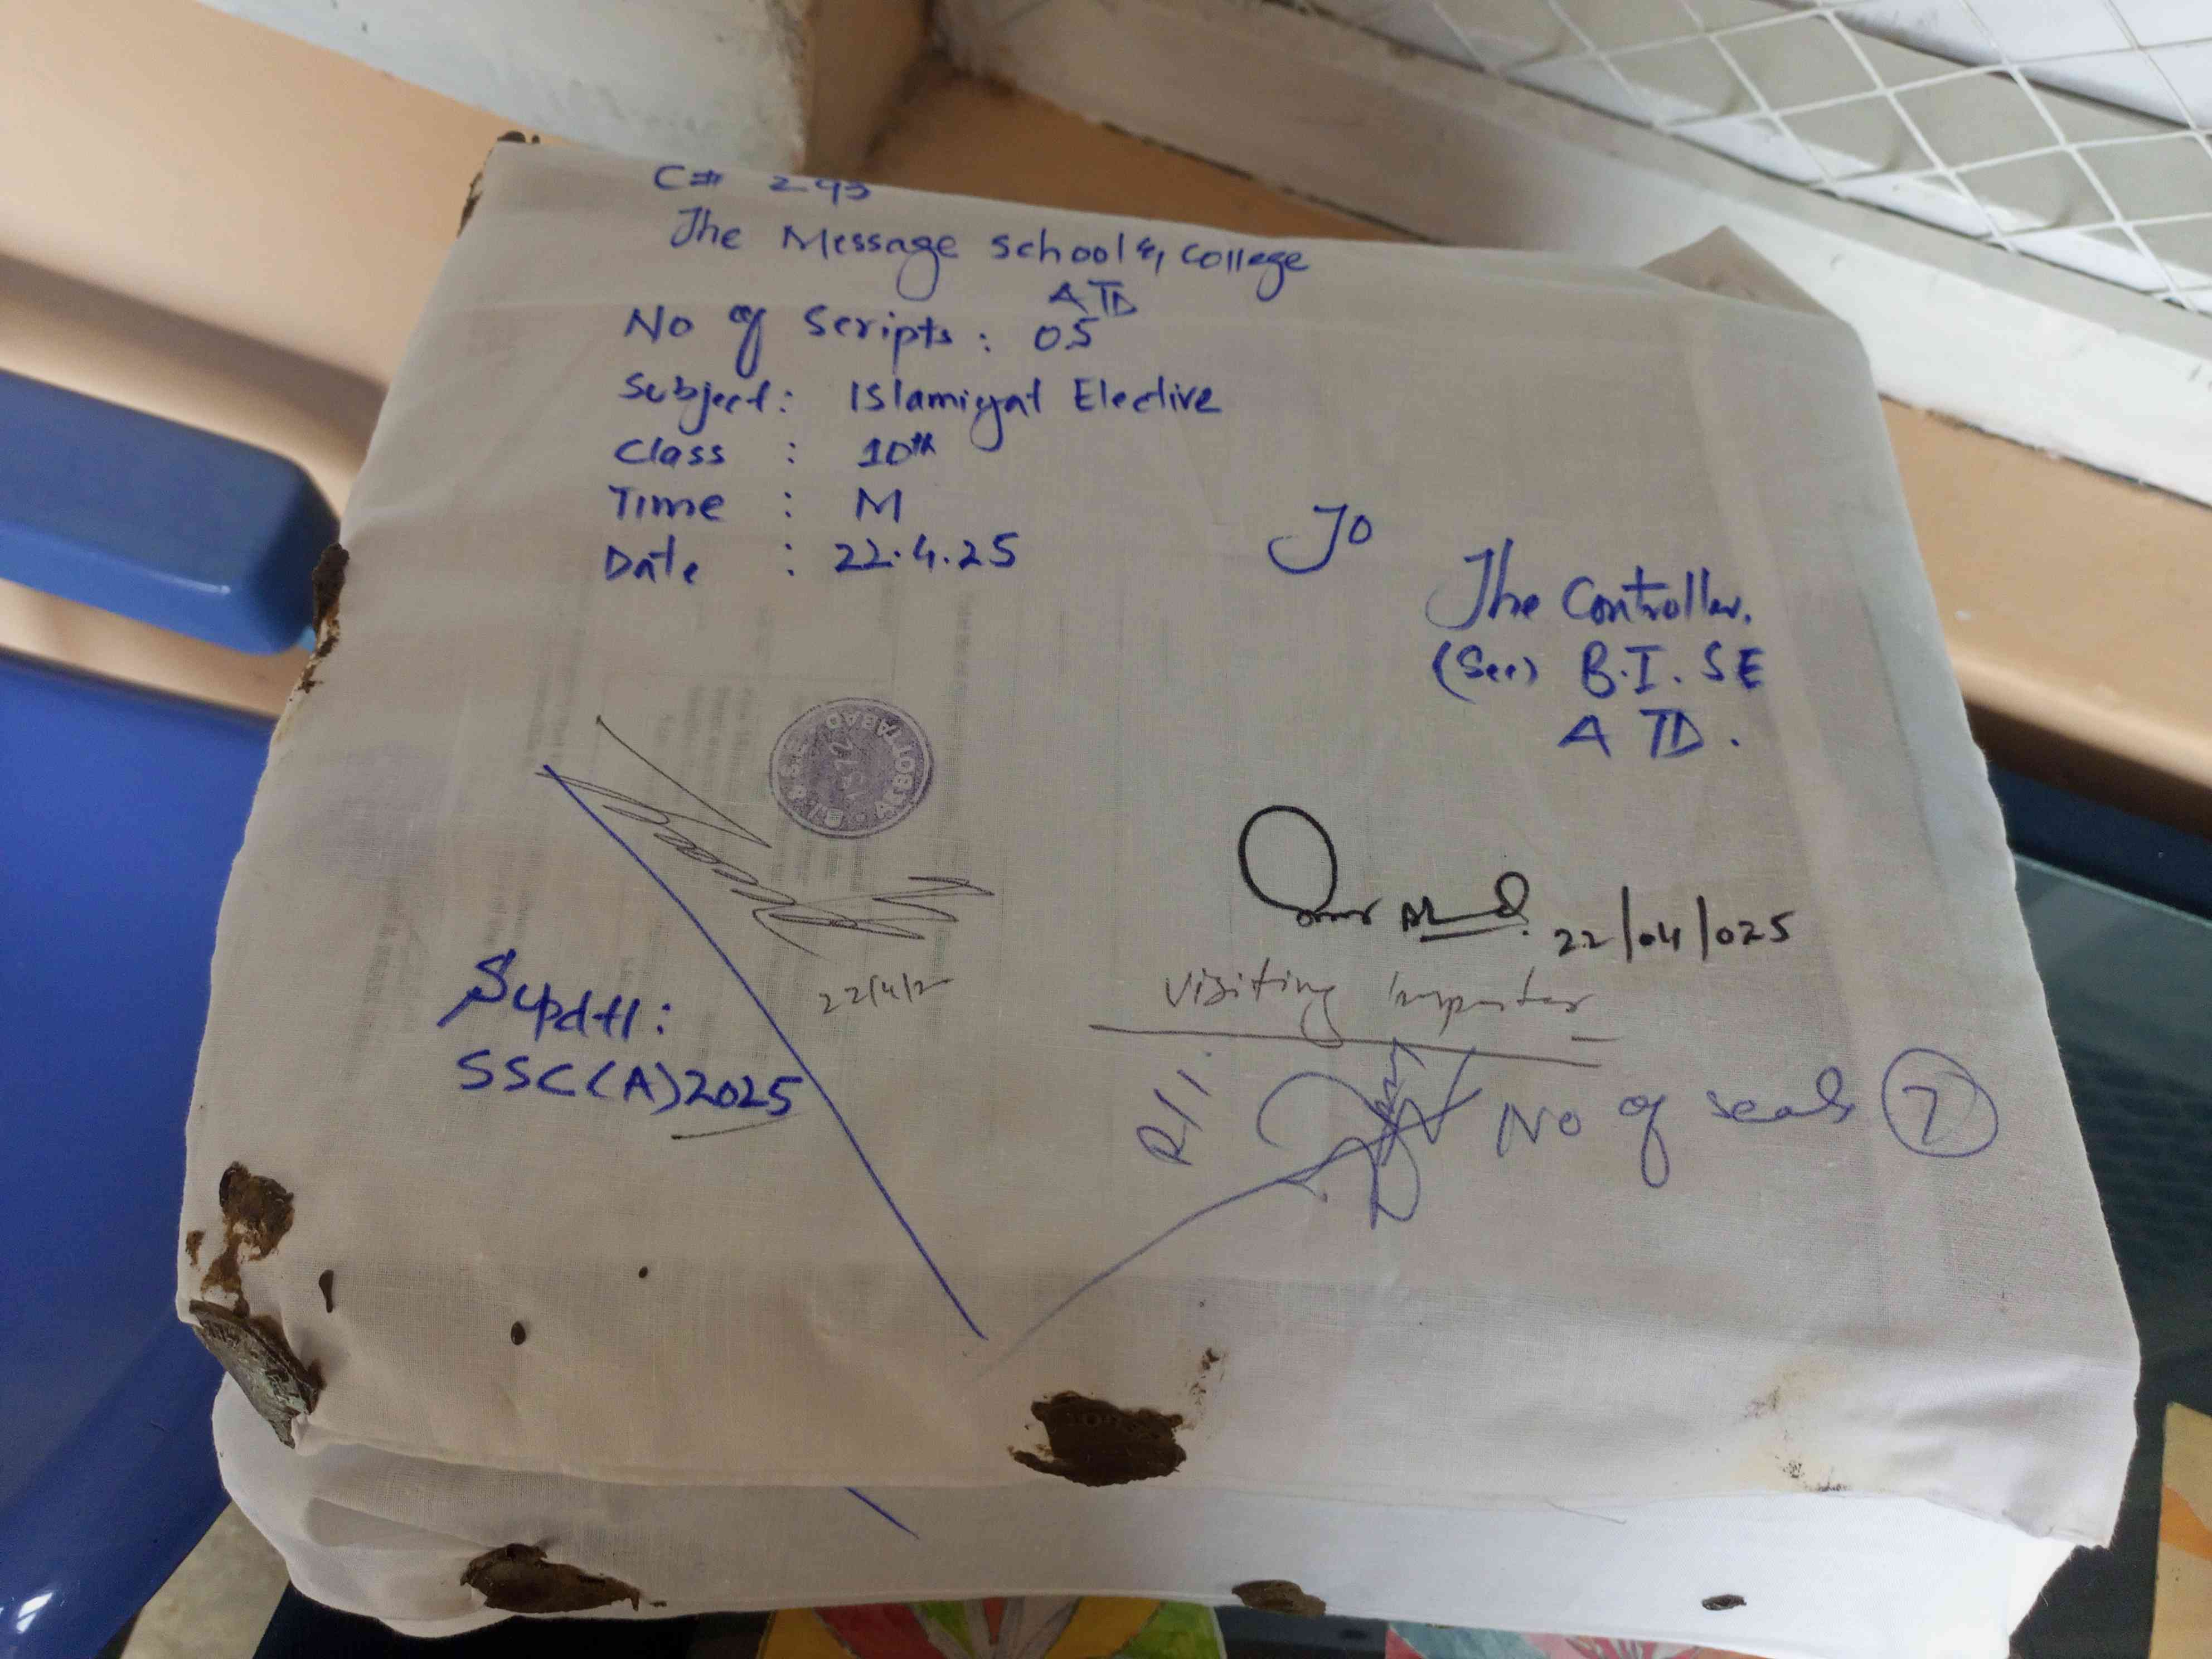 C# 293
The Message School & College
ATD
No of Scripts: 05
Subject: Islamiyat Elective
Class : 10th
Time : M
Date : 22.4.25
To
The Controller.
(Sec) B.I.SE
ATD.
B.I.S.E ABBOTTABAD
22/04/025
22/4/2
Visiting Inspector
Supdtt:
SSC(A)2025
R/I
No of seals 7